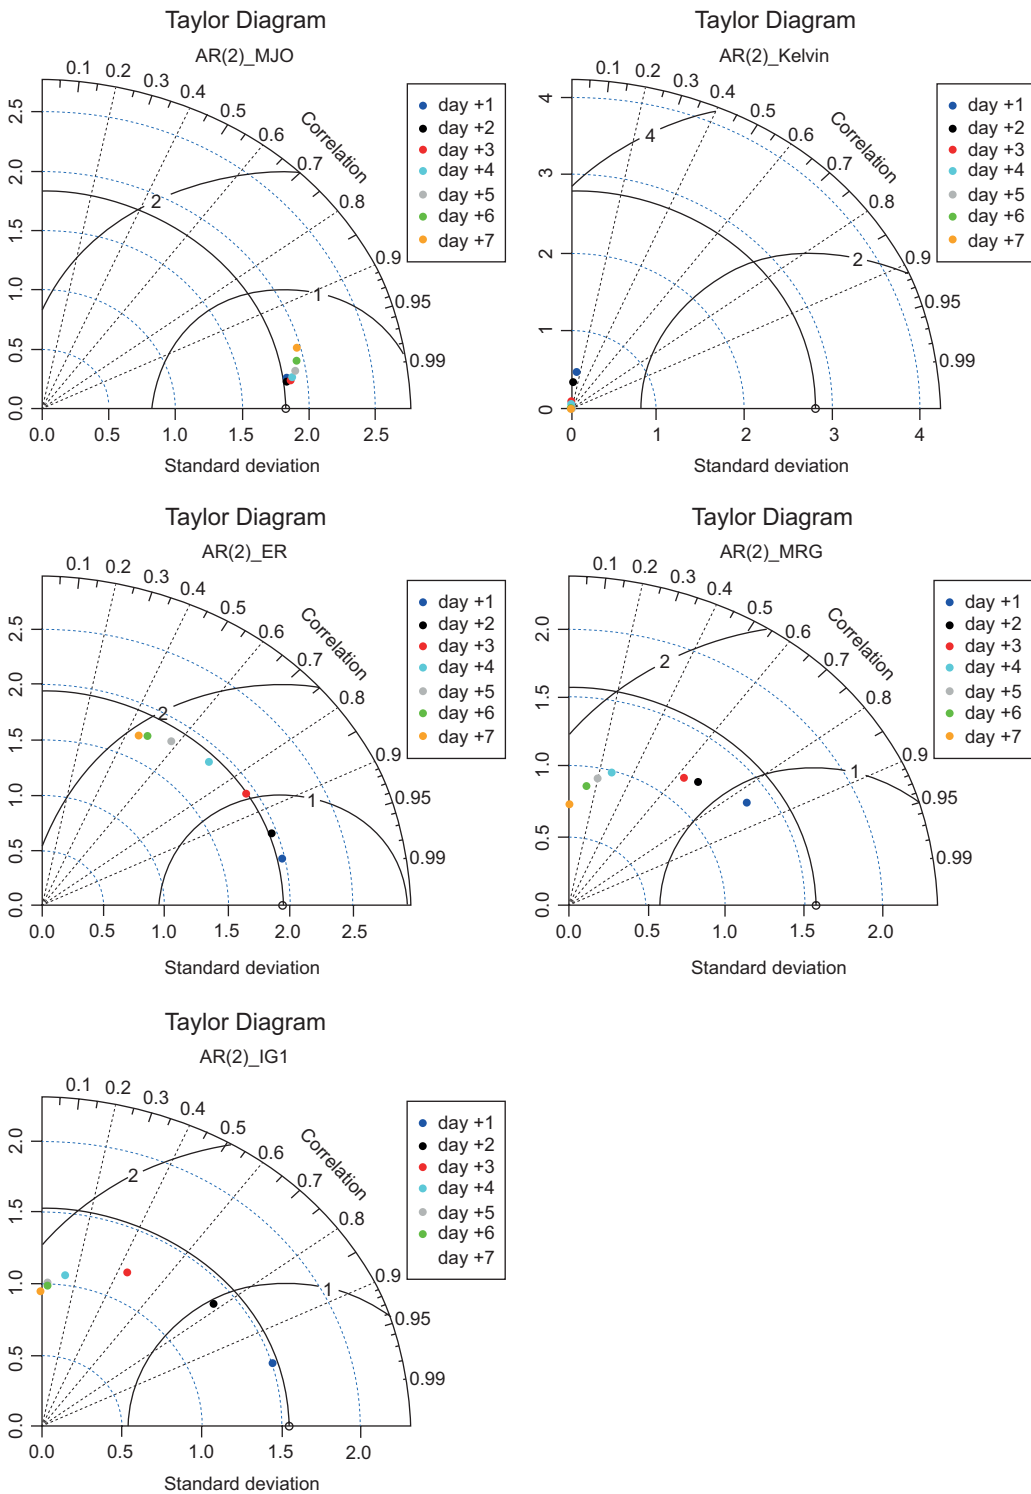 Taylor Diagram
AR(2)_MJO
0.1 0.2 0.3 0.4 0.5 0.6 0.7 0.8 0.9 0.95 0.99
Correlation
2
1
0.0 0.5 1.0 1.5 2.0 2.5
0.0 0.5 1.0 1.5 2.0 2.5
Standard deviation
day +1
day +2
day +3
day +4
day +5
day +6
day +7
Taylor Diagram
AR(2)_Kelvin
0.1 0.2 0.3 0.4 0.5 0.6 0.7 0.8 0.9 0.95 0.99
Correlation
4
2
0 1 2 3 4
0 1 2 3 4
Standard deviation
day +1
day +2
day +3
day +4
day +5
day +6
day +7
Taylor Diagram
AR(2)_ER
0.1 0.2 0.3 0.4 0.5 0.6 0.7 0.8 0.9 0.95 0.99
Correlation
2
1
0.0 0.5 1.0 1.5 2.0 2.5
0.0 0.5 1.0 1.5 2.0 2.5
Standard deviation
day +1
day +2
day +3
day +4
day +5
day +6
day +7
Taylor Diagram
AR(2)_MRG
0.1 0.2 0.3 0.4 0.5 0.6 0.7 0.8 0.9 0.95 0.99
Correlation
2
1
0.0 0.5 1.0 1.5 2.0
0.0 0.5 1.0 1.5 2.0
Standard deviation
day +1
day +2
day +3
day +4
day +5
day +6
day +7
Taylor Diagram
AR(2)_IG1
0.1 0.2 0.3 0.4 0.5 0.6 0.7 0.8 0.9 0.95 0.99
Correlation
2
1
0.0 0.5 1.0 1.5 2.0
0.0 0.5 1.0 1.5 2.0
Standard deviation
day +1
day +2
day +3
day +4
day +5
day +6
day +7